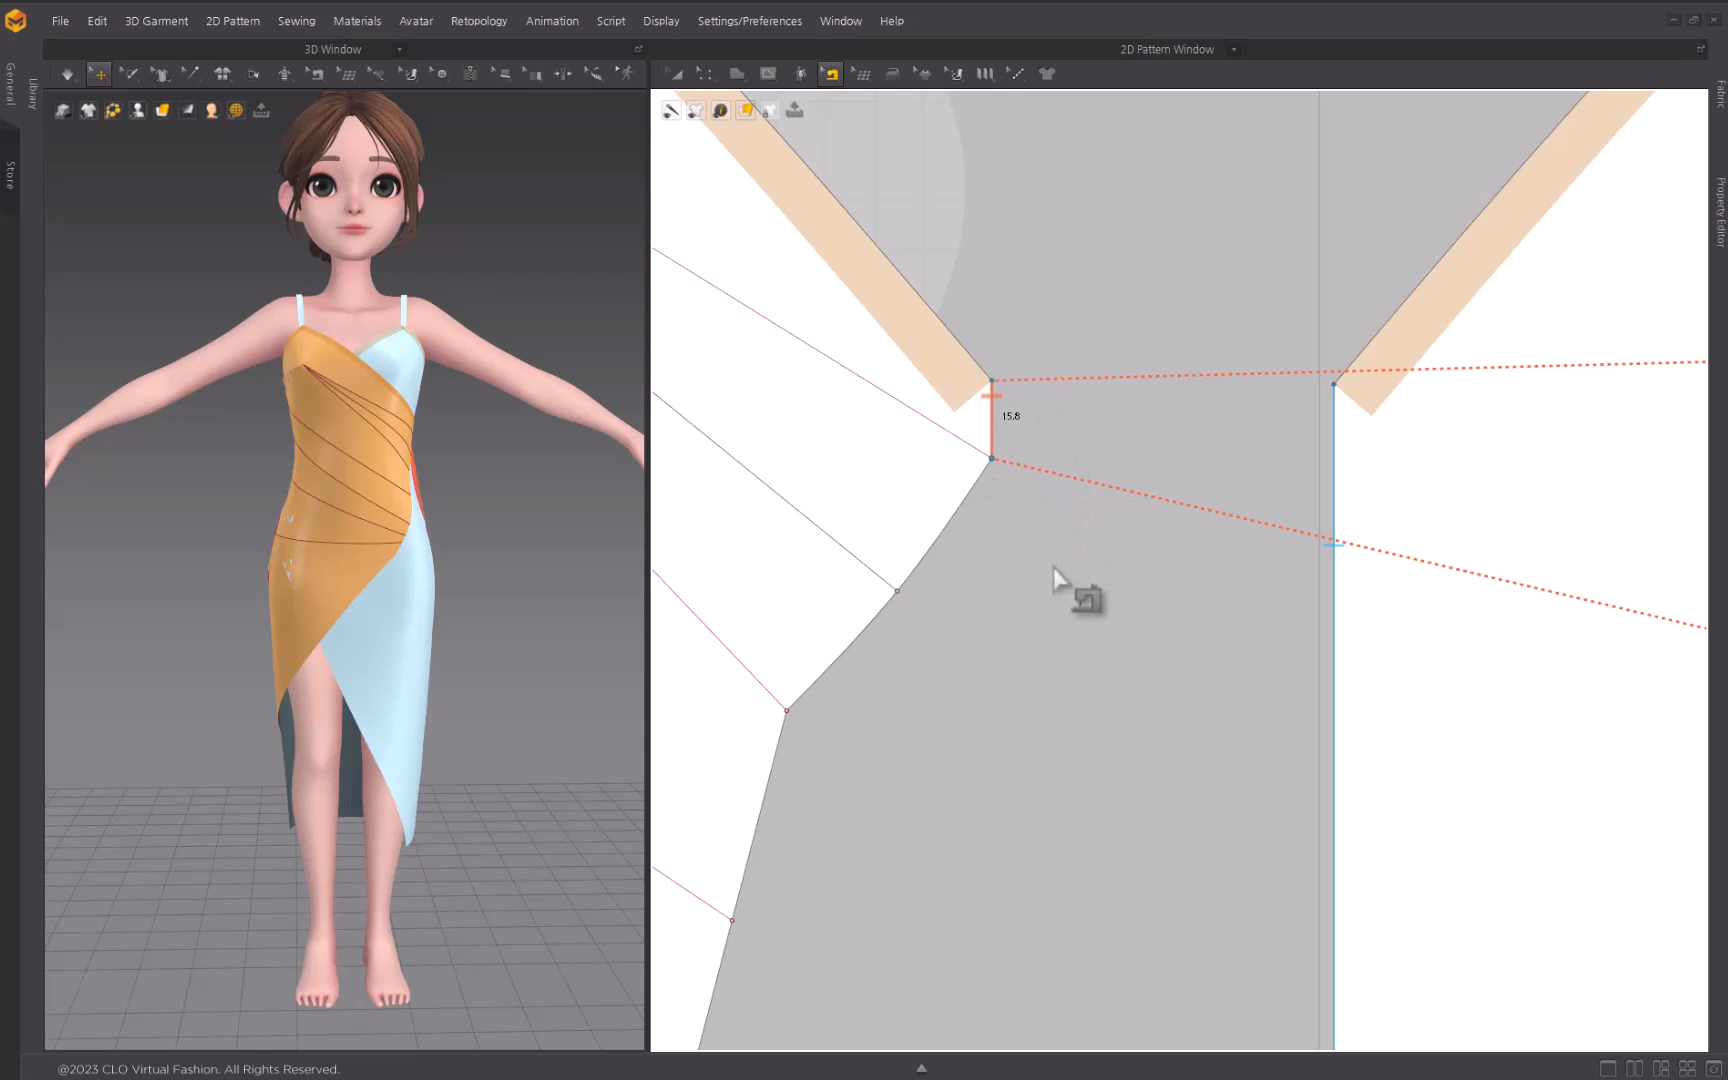 File Edit 3D Garment 2D Pattern Sewing Materials Avatar Retopology Animation Script Display Settings/Preferences Window Help
3D Window
2D Pattern Window
General
Library
Store
Fabric
Property Editor
15.8
@2023 CLO Virtual Fashion. All Rights Reserved.